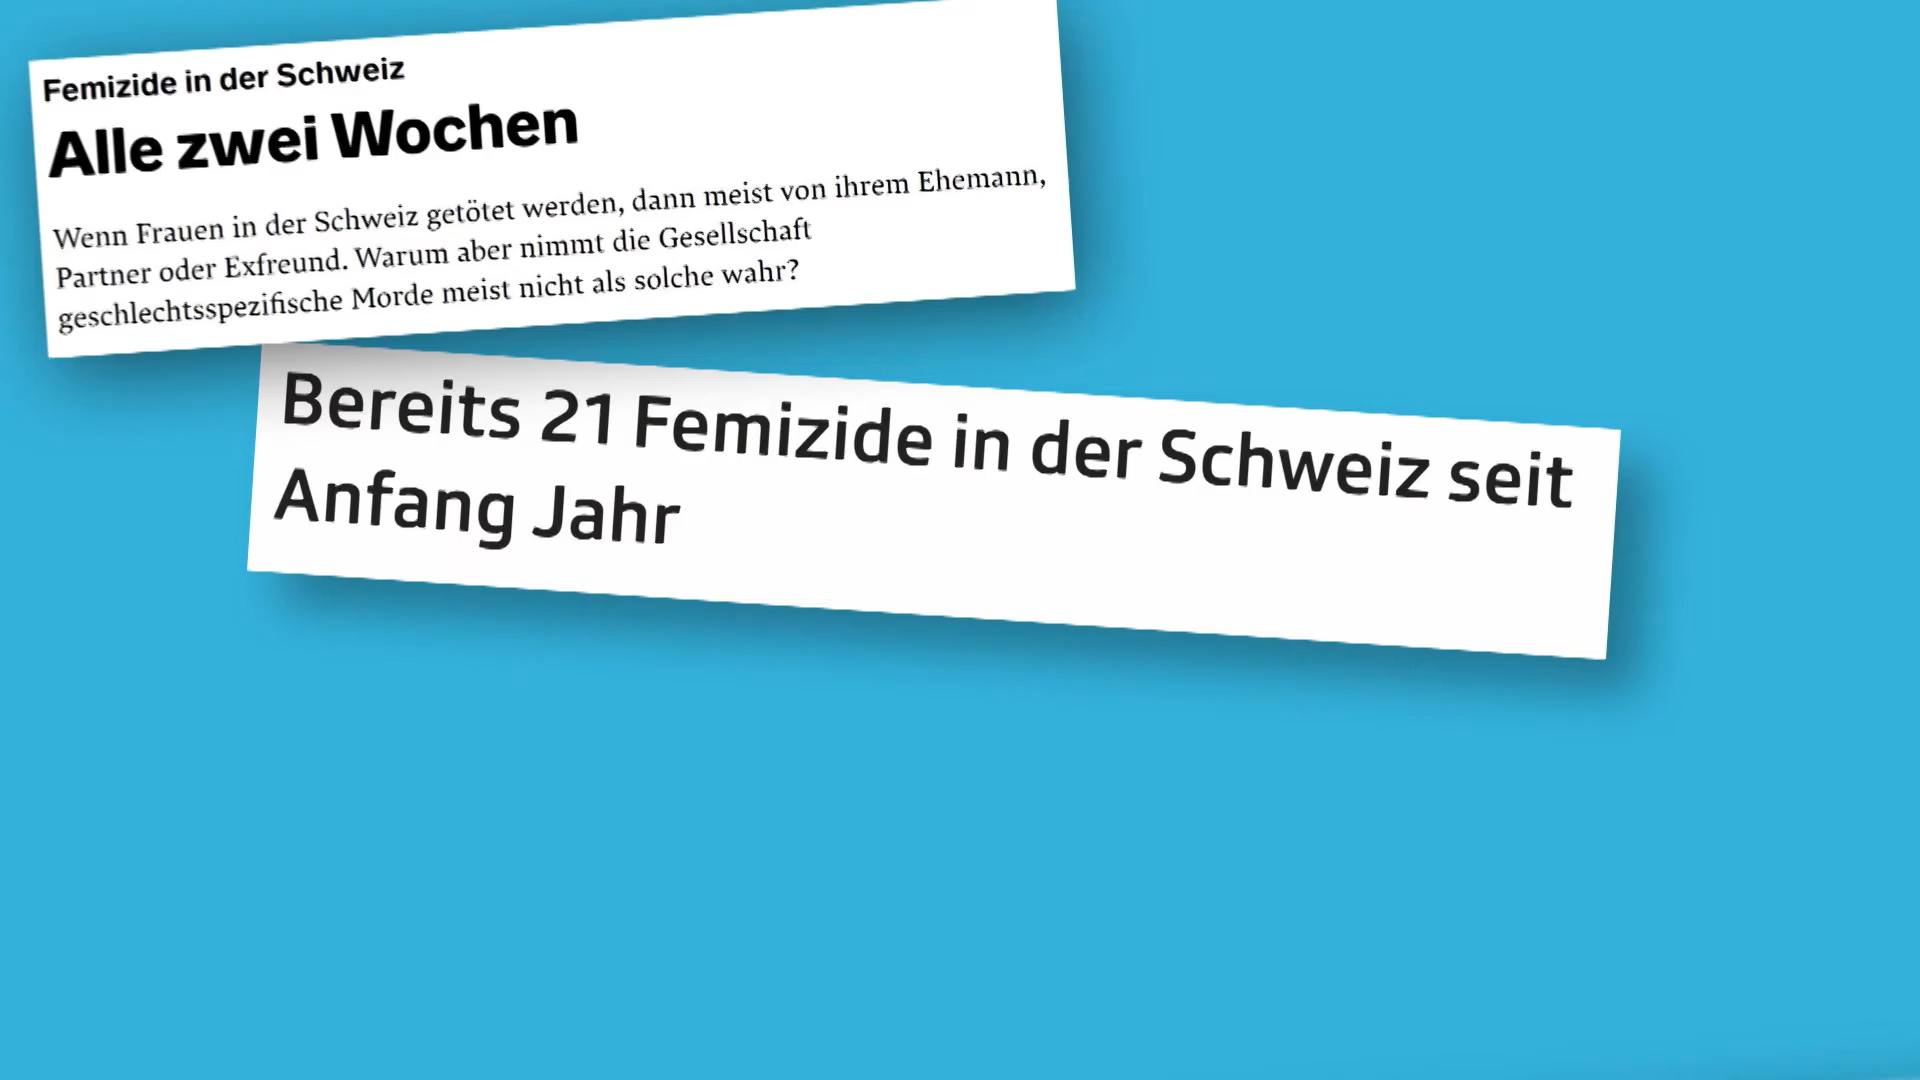 Femizide in der Schweiz
Alle zwei Wochen
Wenn Frauen in der Schweiz getötet werden, dann meist von ihrem Ehemann,
Partner oder Exfreund. Warum aber nimmt die Gesellschaft
geschlechtsspezifische Morde meist nicht als solche wahr?
Bereits 21 Femizide in der Schweiz seit
Anfang Jahr